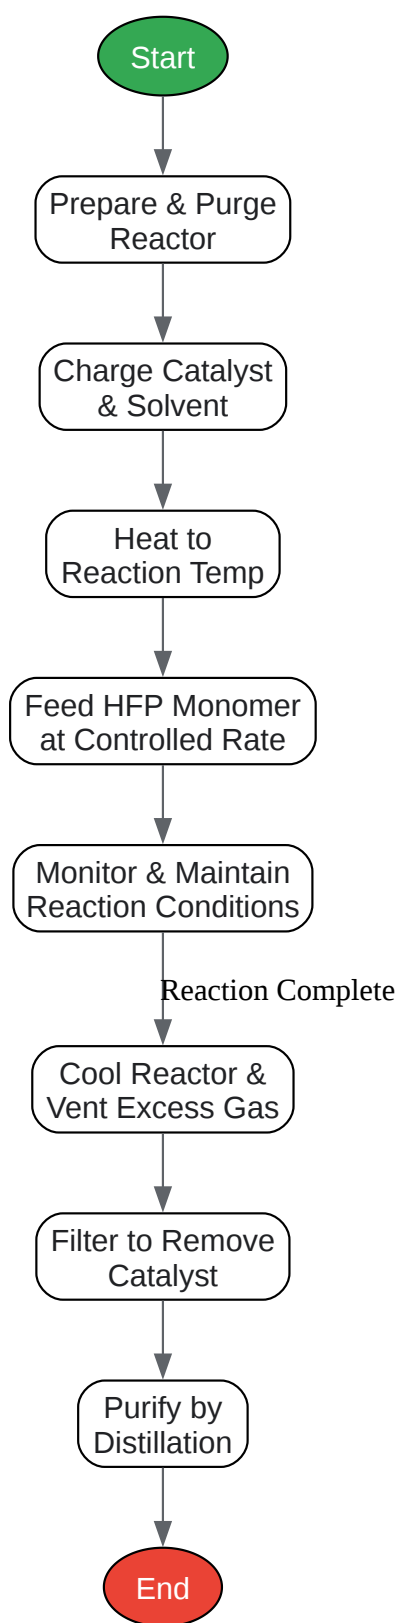 Start
Prepare & Purge
Reactor
Charge Catalyst
& Solvent
Heat to
Reaction Temp
Feed HFP Monomer
at Controlled Rate
Monitor & Maintain
Reaction Conditions
Reaction Complete
Cool Reactor &
Vent Excess Gas
Filter to Remove
Catalyst
Purify by
Distillation
End